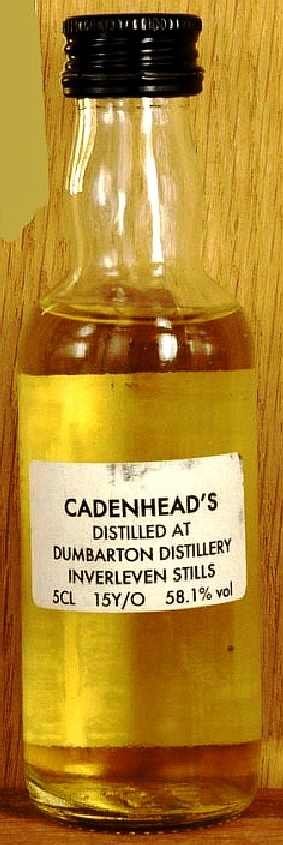 CADENHEAD'S
DISTILLED AT
DUMBARTON DISTILLERY
INVERLEVEN STILLS
5CL 15Y/O 58.1% vol